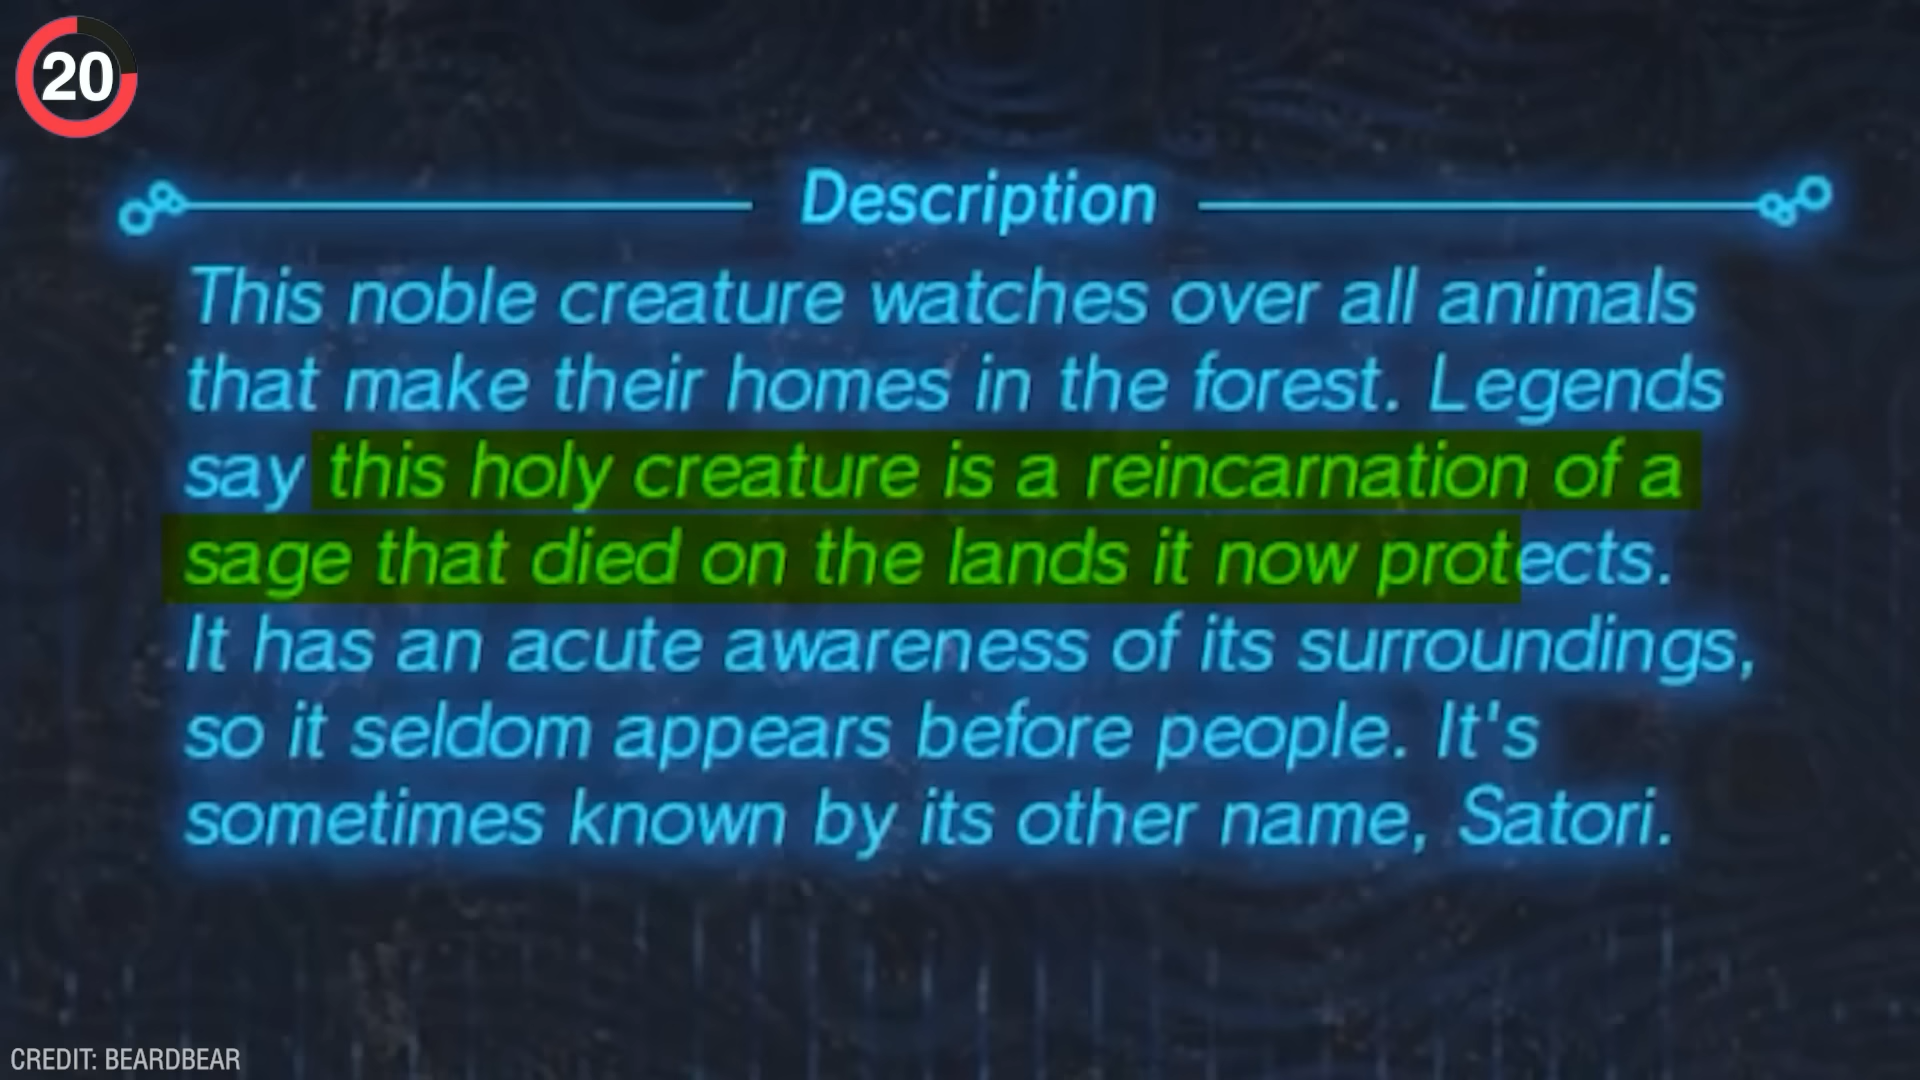 20
Description
This noble creature watches over all animals
that make their homes in the forest. Legends
say this holy creature is a reincarnation of a
sage that died on the lands it now protects.
It has an acute awareness of its surroundings,
so it seldom appears before people. It's
sometimes known by its other name, Satori.
CREDIT: BEARDBEAR